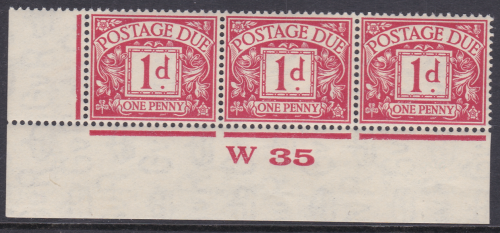 POSTAGE DUE POSTAGE DUE POSTAGE DUE
1d 1d 1d
ONE PENNY ONE PENNY ONE PENNY
W 35